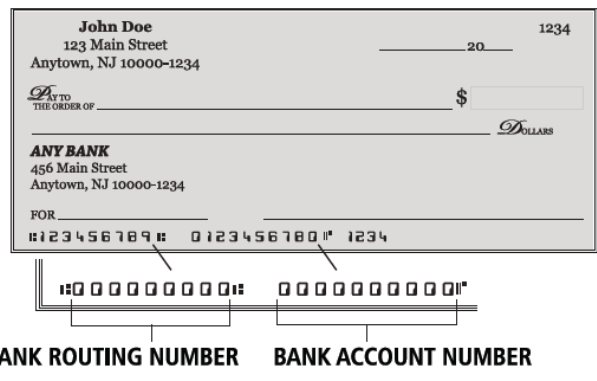 John Doe
1234
123 Main Street
20
Anytown, NJ 10000-1234
PAY TO
THE ORDER OF
$
DOLLARS
ANY BANK
456 Main Street
Anytown, NJ 10000-1234
FOR
⑆123456789⑆ 0123456780⑈ 1234
⑆000000000⑆ 0000000000⑈
ANK ROUTING NUMBER BANK ACCOUNT NUMBER